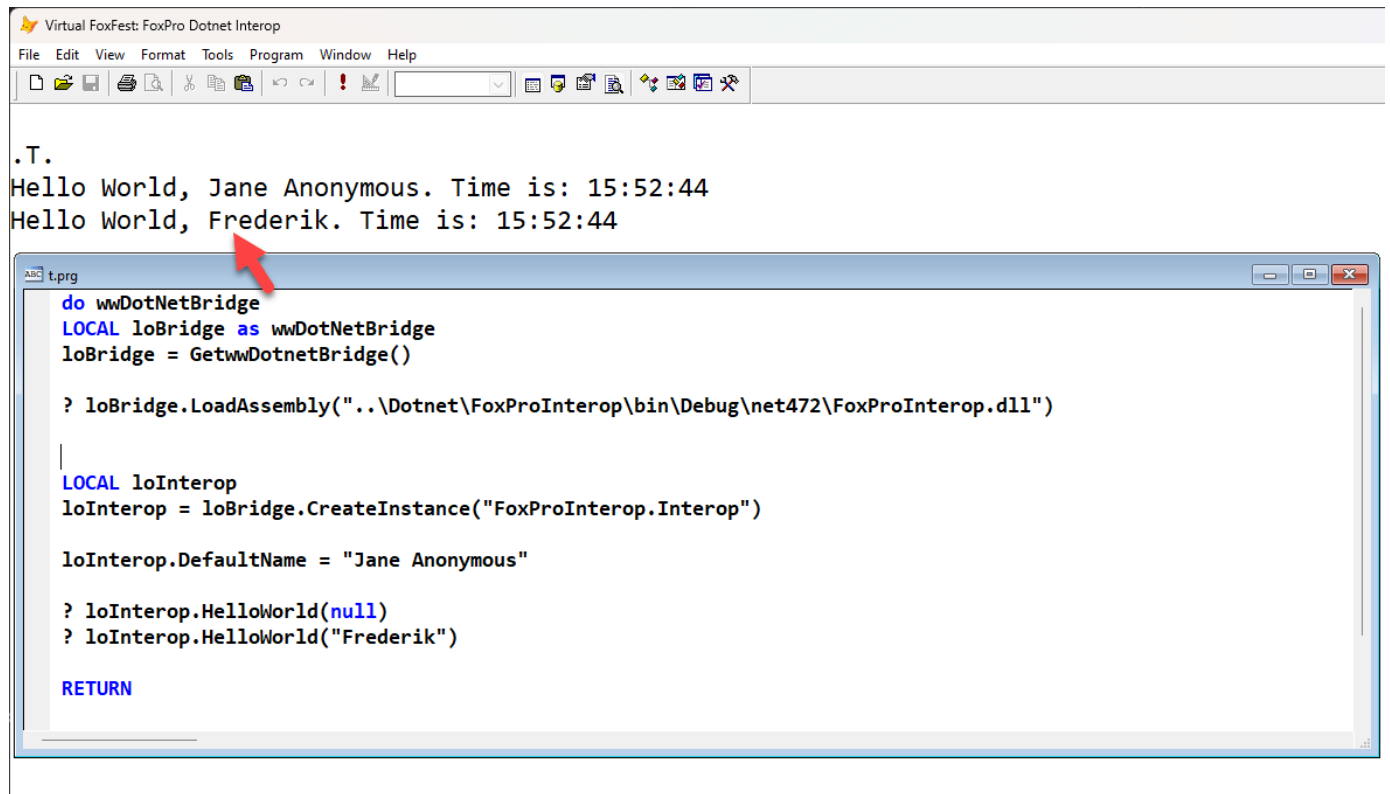 Virtual FoxFest: FoxPro Dotnet Interop
File Edit View Format Tools Program Window Help
.T.
Hello World, Jane Anonymous. Time is: 15:52:44
Hello World, Frederik. Time is: 15:52:44
ABC t.prg
do wwDotNetBridge
LOCAL loBridge as wwDotNetBridge
loBridge = GetwwDotnetBridge()
? loBridge.LoadAssembly("..\Dotnet\FoxProInterop\bin\Debug\net472\FoxProInterop.dll")
LOCAL loInterop
loInterop = loBridge.CreateInstance("FoxProInterop.Interop")
loInterop.DefaultName = "Jane Anonymous"
? loInterop.HelloWorld(null)
? loInterop.HelloWorld("Frederik")
RETURN